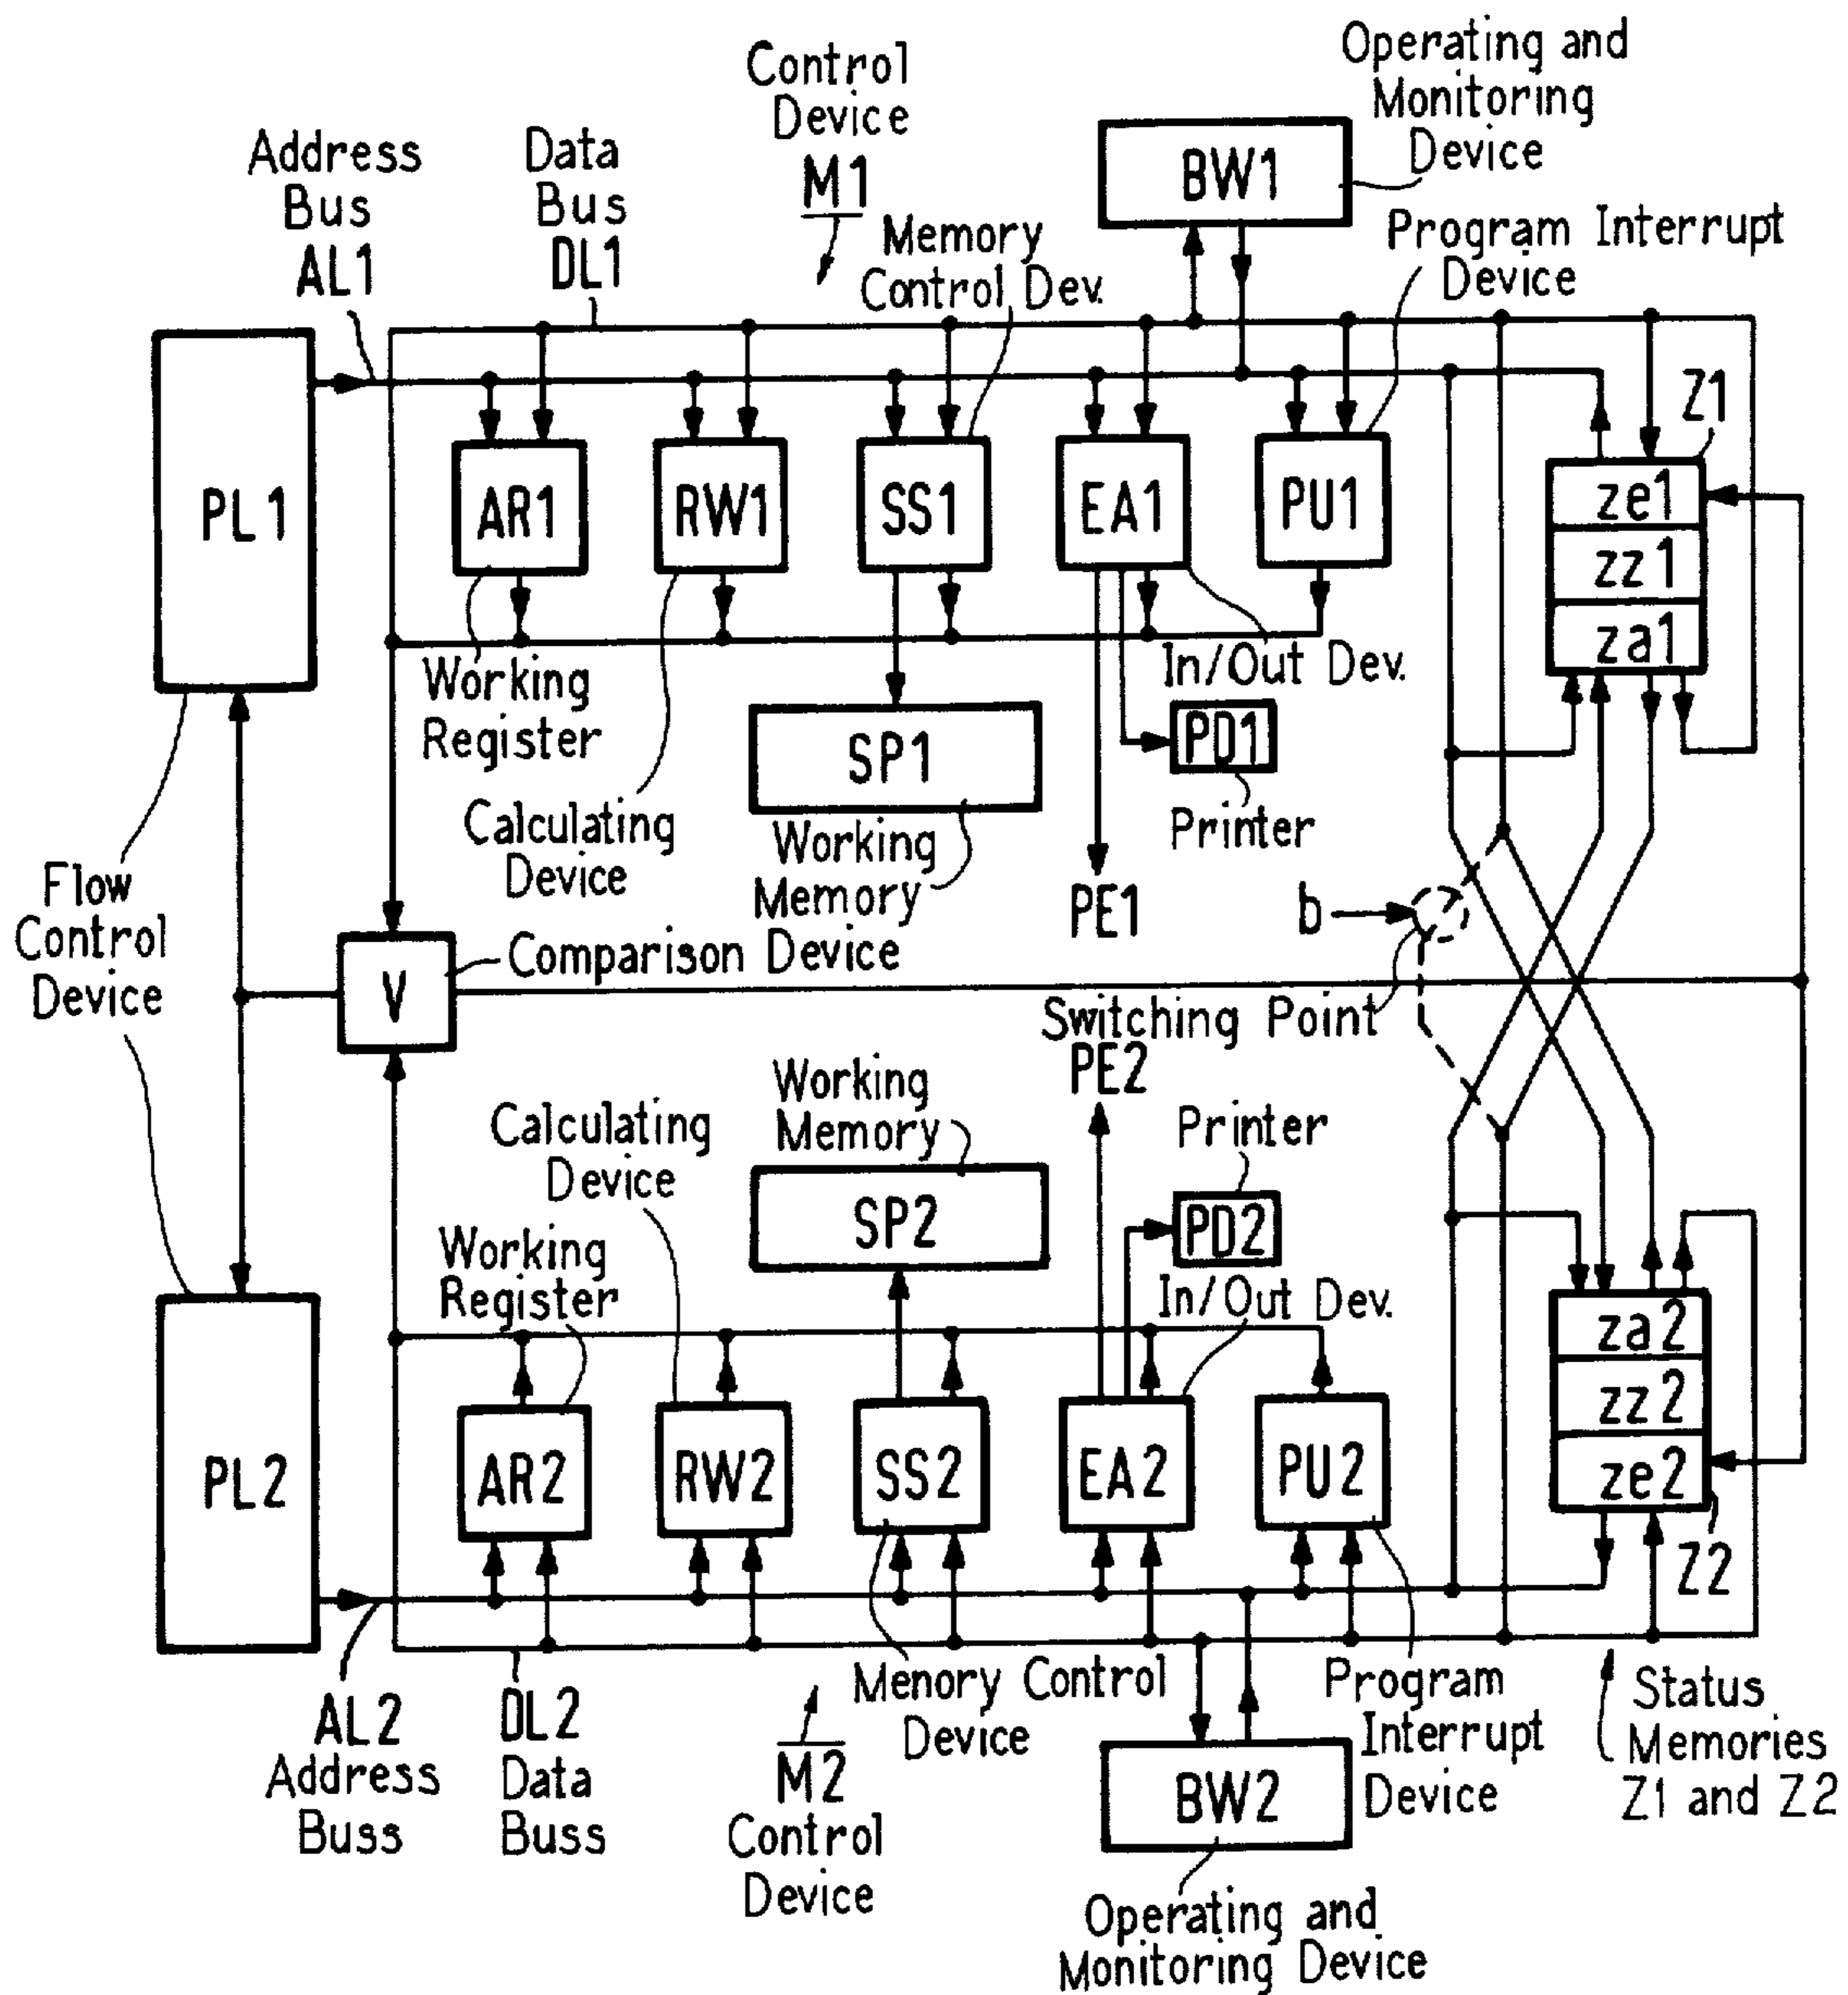 Control
Device
M1
Operating and
Monitoring
Device
BW1
Address
Bus
AL1
Data
Bus
DL1
Memory
Control Dev.
Program Interrupt
Device
Z1
PL1
AR1
RW1
SS1
EA1
PU1
ze1
zz1
za1
Working
Register
In/Out Dev.
SP1
PD1
Printer
Calculating
Device
Working
Memory
PE1
b
Flow
Control
Device
V
Comparison Device
Switching Point
PE2
Working
Memory
Calculating
Device
Printer
SP2
PD2
Working
Register
In/Out Dev.
za2
zz2
ze2
PL2
AR2
RW2
SS2
EA2
PU2
Z2
AL2
Address
Buss
DL2
Data
Buss
M2
Control
Device
Menory Control
Device
Program
Interrupt
Device
BW2
Status
Memories
Z1 and Z2
Operating and
Monitoring Device